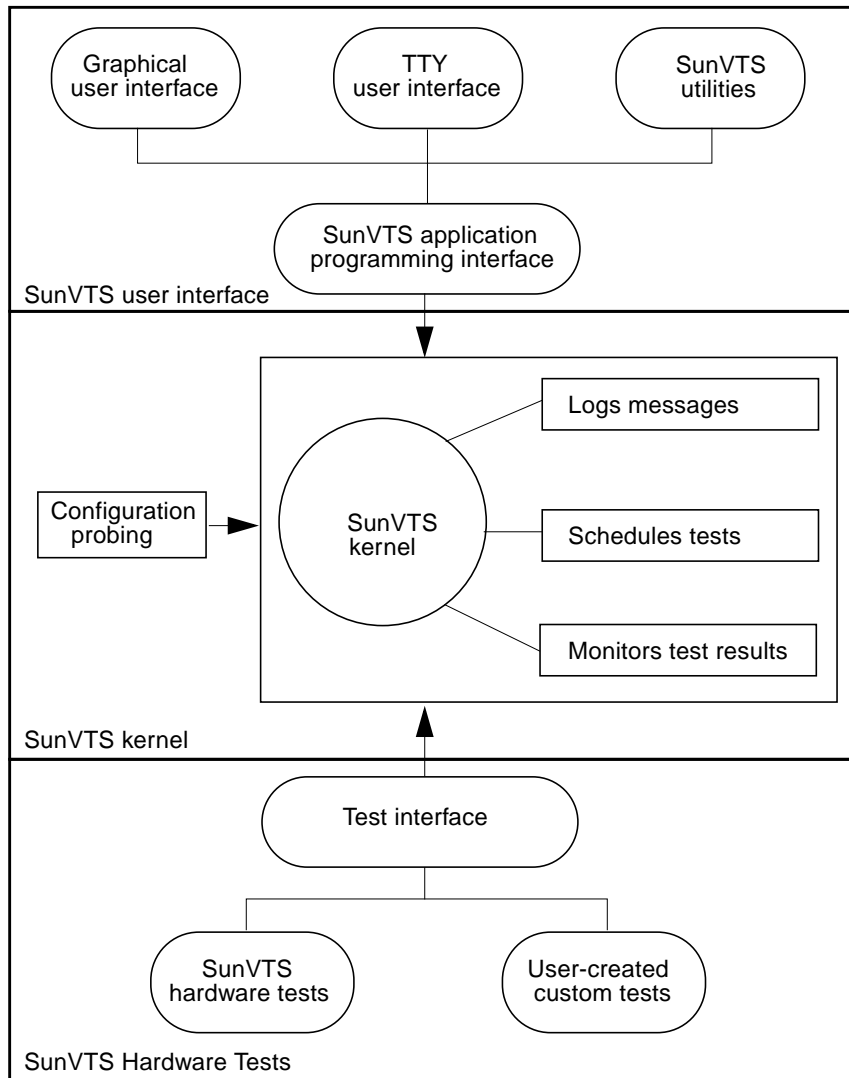 Graphical
user interface
TTY
user interface
SunVTS
utilities
SunVTS application
programming interface
SunVTS user interface
Logs messages
Configuration
probing
SunVTS
kernel
Schedules tests
Monitors test results
SunVTS kernel
Test interface
SunVTS
hardware tests
User-created
custom tests
SunVTS Hardware Tests